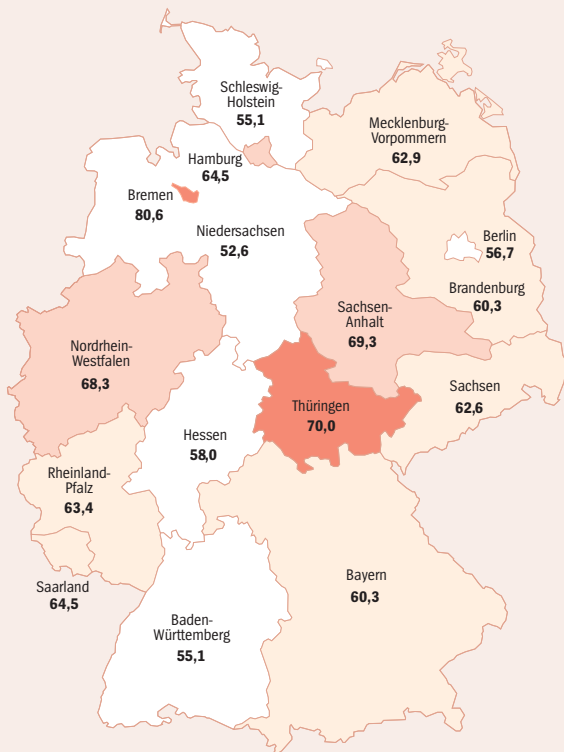 Schleswig-
Holstein
55,1
Mecklenburg-
Vorpommern
62,9
Hamburg
64,5
Bremen
80,6
Niedersachsen
52,6
Berlin
56,7
Brandenburg
60,3
Sachsen-
Anhalt
69,3
Nordrhein-
Westfalen
68,3
Sachsen
62,6
Thüringen
70,0
Hessen
58,0
Rheinland-
Pfalz
63,4
Saarland
64,5
Bayern
60,3
Baden-
Württemberg
55,1